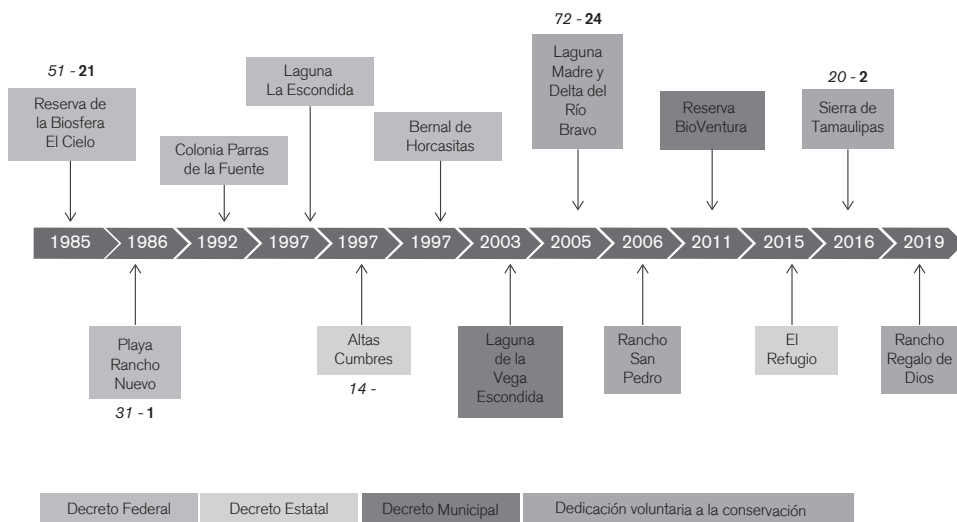 72 - 24
51 - 21
20 - 2
Reserva de
la Biosfera
El Cielo
Colonia Parras
de la Fuente
Laguna
La Escondida
Bernal de
Horcasitas
Laguna
Madre y
Delta del
Río
Bravo
Reserva
BioVentura
Sierra de
Tamaulipas
1985 1986 1992 1997 1997 1997 2003 2005 2006 2011 2015 2016 2019
Playa
Rancho
Nuevo
31 - 1
Altas
Cumbres
14 -
Laguna
de la
Vega
Escondida
Rancho
San
Pedro
El
Refugio
Rancho
Regalo de
Dios
Decreto Federal Decreto Estatal Decreto Municipal Dedicación voluntaria a la conservación